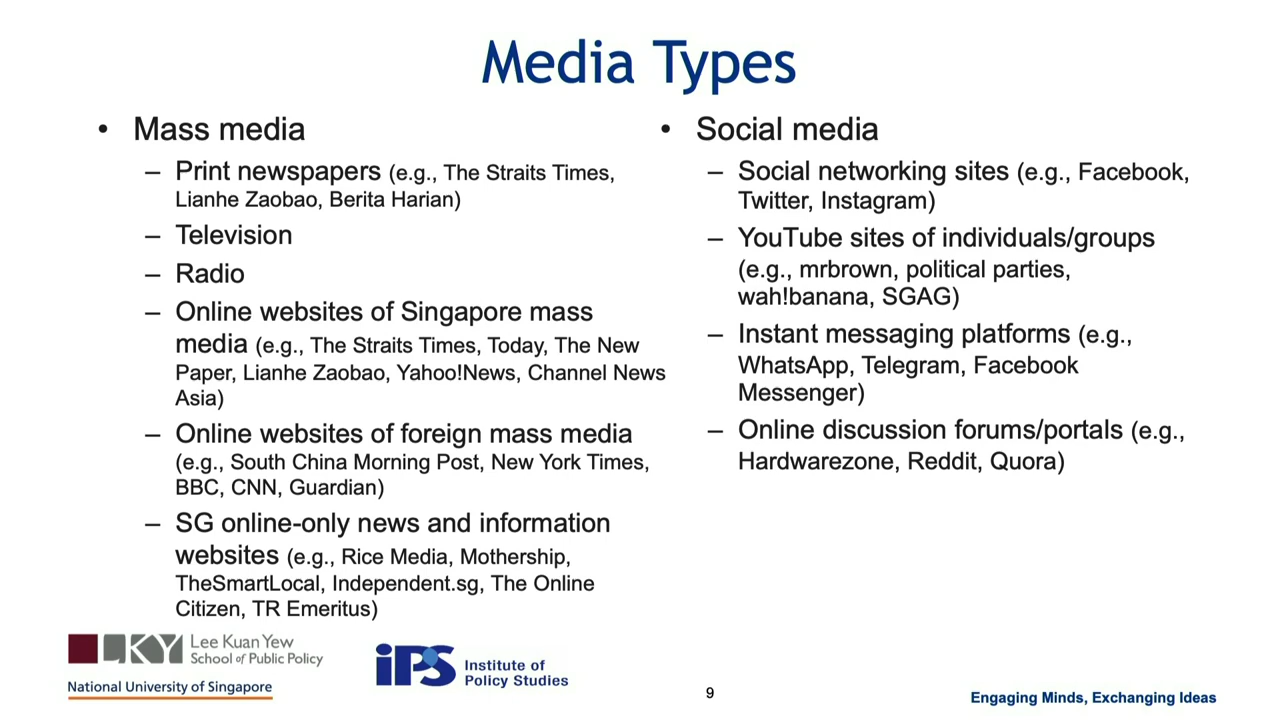 Media Types
• Mass media
– Print newspapers (e.g., The Straits Times,
Lianhe Zaobao, Berita Harian)
– Television
– Radio
– Online websites of Singapore mass
media (e.g., The Straits Times, Today, The New
Paper, Lianhe Zaobao, Yahoo!News, Channel News
Asia)
– Online websites of foreign mass media
(e.g., South China Morning Post, New York Times,
BBC, CNN, Guardian)
– SG online-only news and information
websites (e.g., Rice Media, Mothership,
TheSmartLocal, Independent.sg, The Online
Citizen, TR Emeritus)
• Social media
– Social networking sites (e.g., Facebook,
Twitter, Instagram)
– YouTube sites of individuals/groups
(e.g., mrbrown, political parties,
wah!banana, SGAG)
– Instant messaging platforms (e.g.,
WhatsApp, Telegram, Facebook
Messenger)
– Online discussion forums/portals (e.g.,
Hardwarezone, Reddit, Quora)
LKY
Lee Kuan Yew
School of Public Policy
National University of Singapore
iPS
Institute of
Policy Studies
9
Engaging Minds, Exchanging Ideas